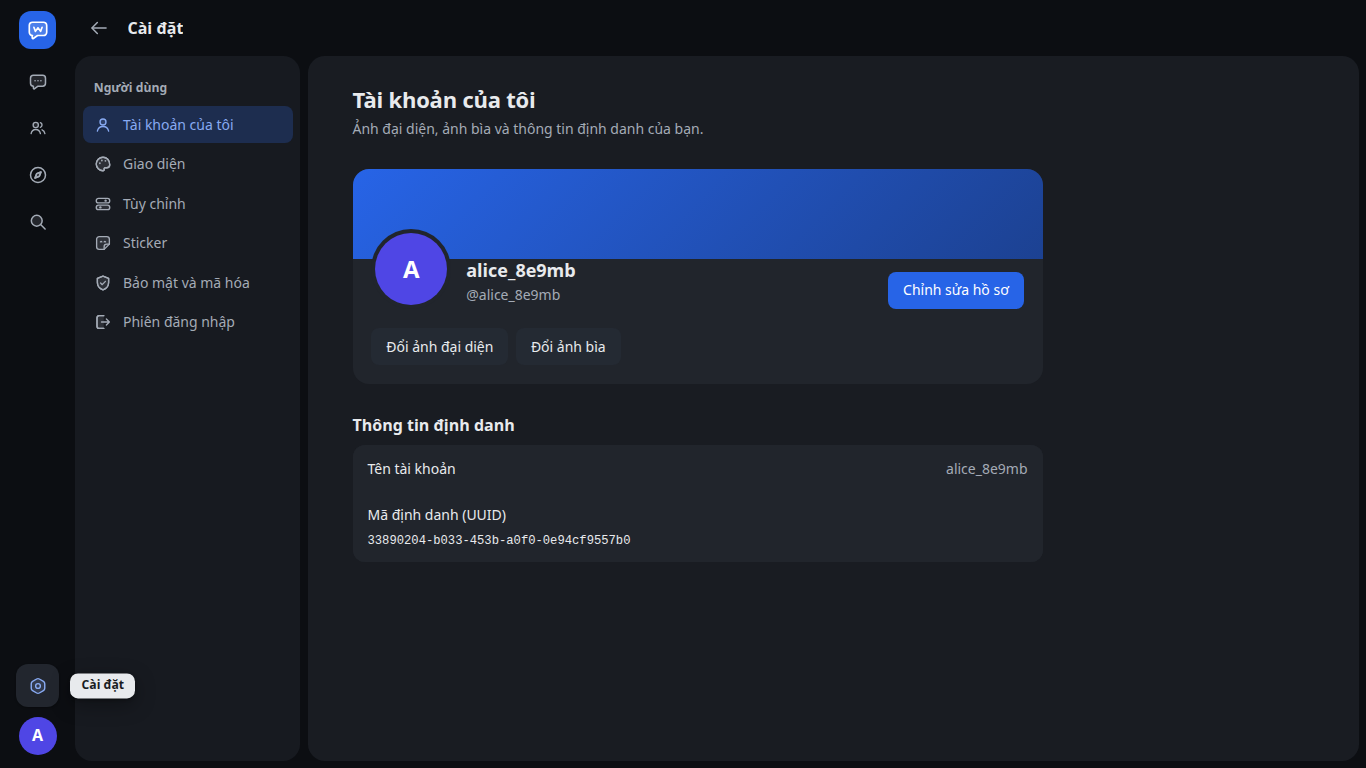 Cài đặt
Người dùng
Tài khoản của tôi
Giao diện
Tùy chỉnh
Sticker
Bảo mật và mã hóa
Phiên đăng nhập
Cài đặt
A
Tài khoản của tôi
Ảnh đại diện, ảnh bìa và thông tin định danh của bạn.
A
alice_8e9mb
@alice_8e9mb
Chỉnh sửa hồ sơ
Đổi ảnh đại diện
Đổi ảnh bìa
Thông tin định danh
Tên tài khoản
alice_8e9mb
Mã định danh (UUID)
33890204-b033-453b-a0f0-0e94cf9557b0